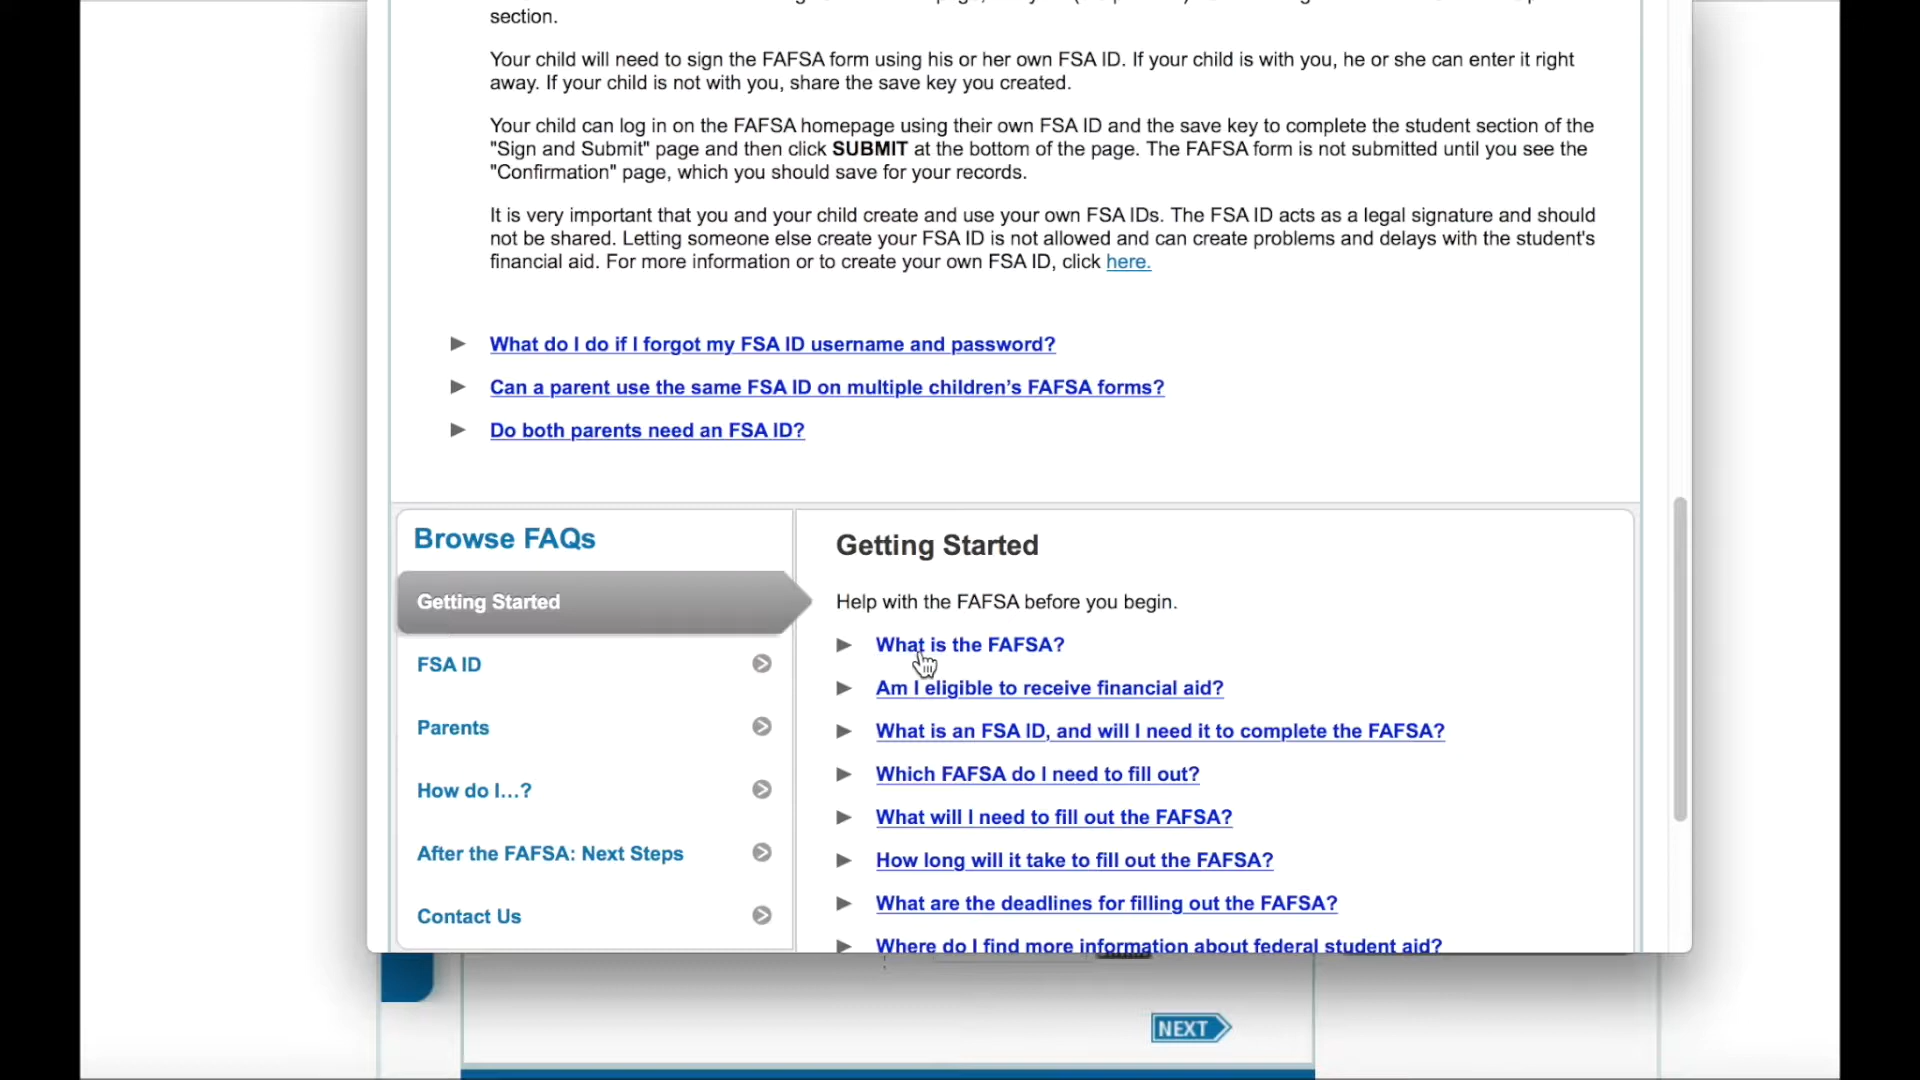 section.
Your child will need to sign the FAFSA form using his or her own FSA ID. If your child is with you, he or she can enter it right
away. If your child is not with you, share the save key you created.
Your child can log in on the FAFSA homepage using their own FSA ID and the save key to complete the student section of the
"Sign and Submit" page and then click SUBMIT at the bottom of the page. The FAFSA form is not submitted until you see the
"Confirmation" page, which you should save for your records.
It is very important that you and your child create and use your own FSA IDs. The FSA ID acts as a legal signature and should
not be shared. Letting someone else create your FSA ID is not allowed and can create problems and delays with the student's
financial aid. For more information or to create your own FSA ID, click here.
What do I do if I forgot my FSA ID username and password?
Can a parent use the same FSA ID on multiple children’s FAFSA forms?
Do both parents need an FSA ID?
Browse FAQs
Getting Started
FSA ID
Parents
How do I...?
After the FAFSA: Next Steps
Contact Us
Getting Started
Help with the FAFSA before you begin.
What is the FAFSA?
Am I eligible to receive financial aid?
What is an FSA ID, and will I need it to complete the FAFSA?
Which FAFSA do I need to fill out?
What will I need to fill out the FAFSA?
How long will it take to fill out the FAFSA?
What are the deadlines for filling out the FAFSA?
Where do I find more information about federal student aid?
NEXT